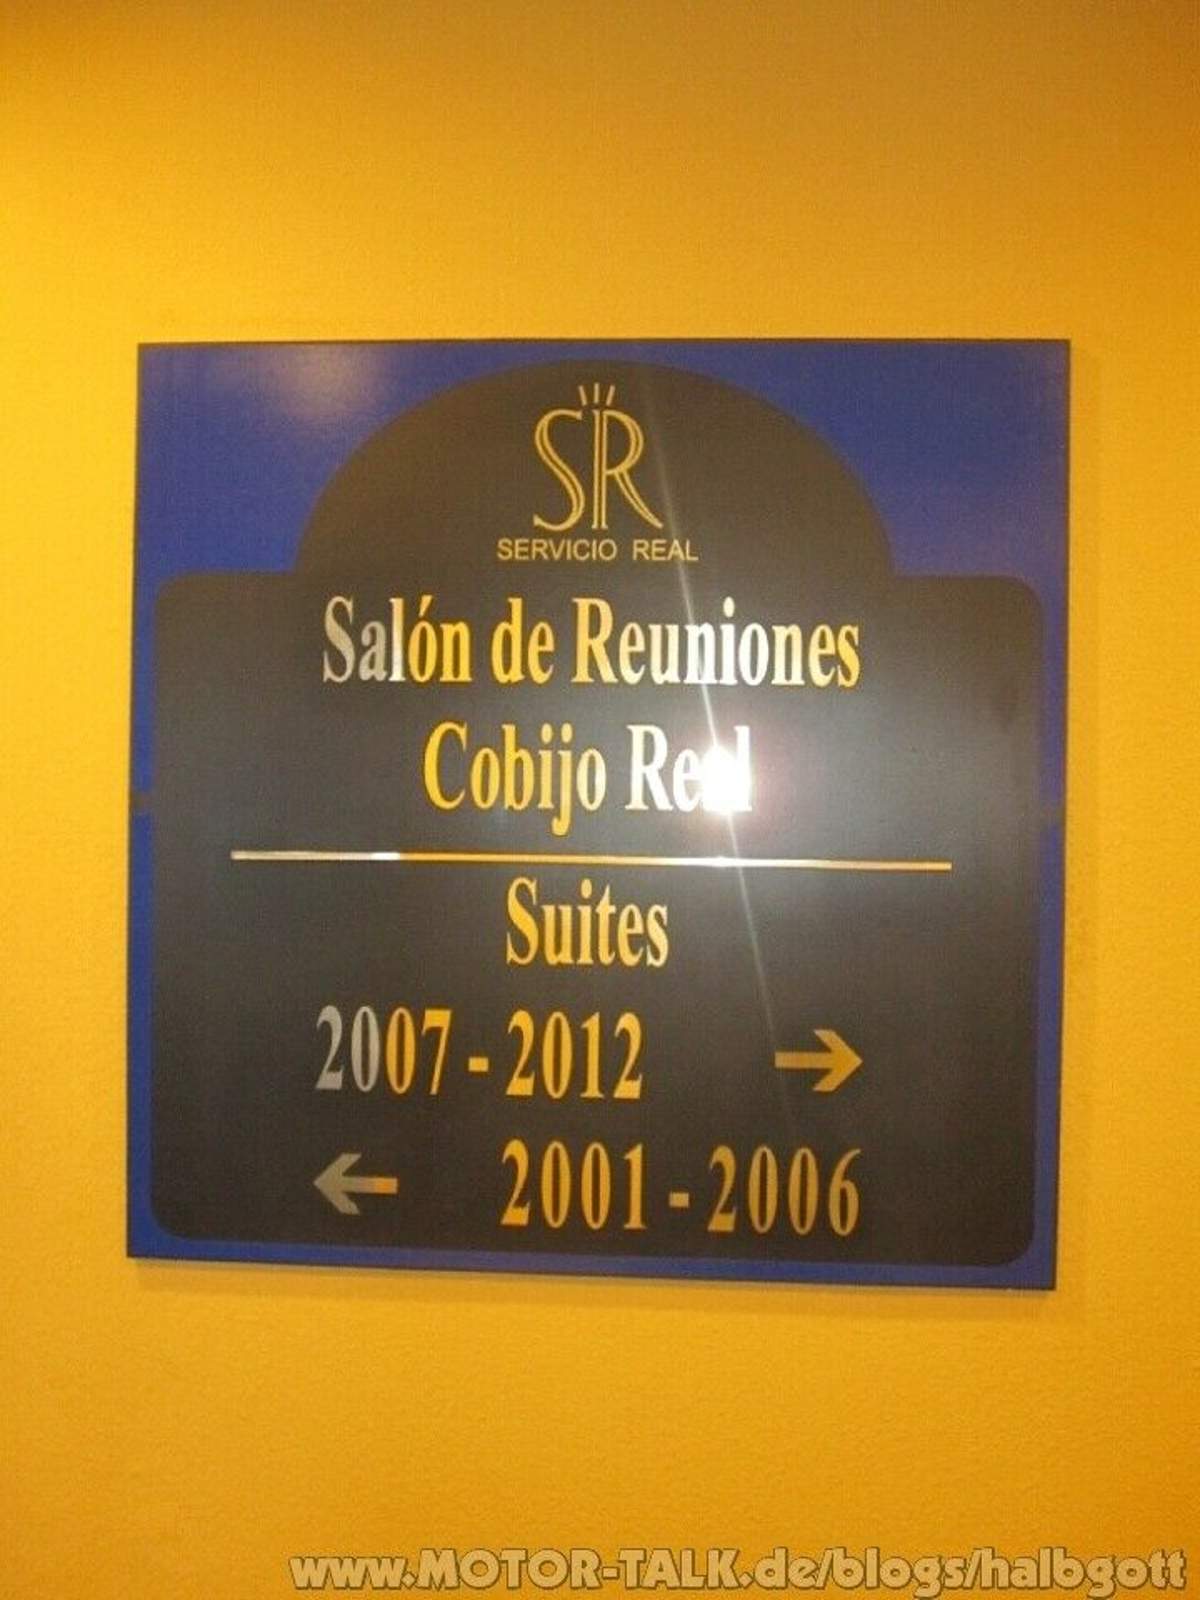 SR
SERVICIO REAL
Salón de Reuniones
Cobijo Real
Suites
2007 - 2012 →
← 2001 - 2006
www.MOTOR-TALK.de/blogs/halbgott